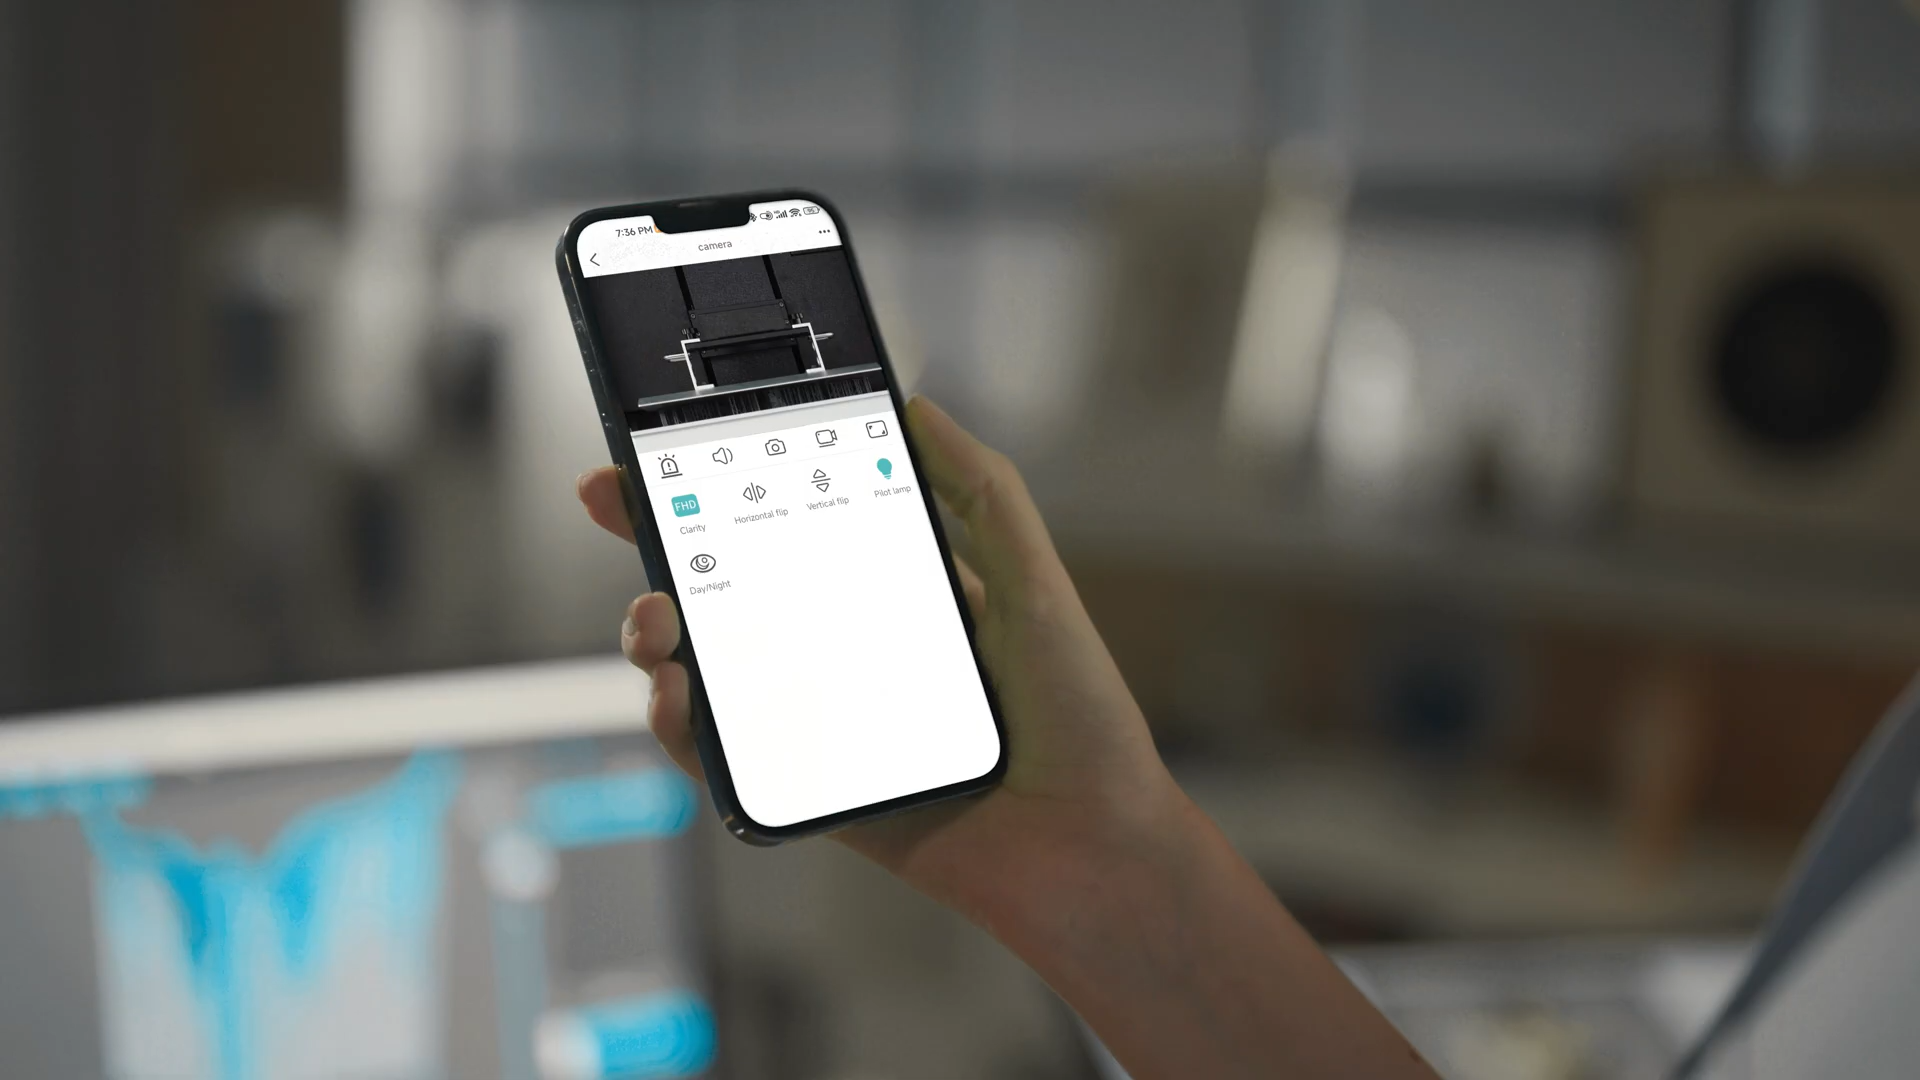 7:36 PM
camera
FHD
Clarity
Horizontal flip
Vertical flip
Pilot lamp
Day/Night